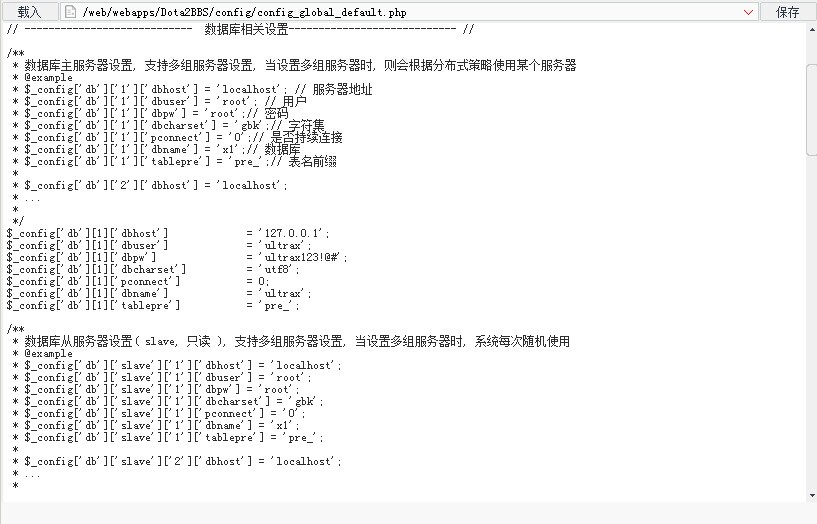 载入 /web/webapps/Dota2BBS/config/config_global_default.php 保存
// ---------------------------- 数据库相关设置---------------------------- //
/**
 * 数据库主服务器设置, 支持多组服务器设置, 当设置多组服务器时, 则会根据分布式策略使用某个服务器
 * @example
 * $_config['db']['1']['dbhost'] = 'localhost'; // 服务器地址
 * $_config['db']['1']['dbuser'] = 'root'; // 用户
 * $_config['db']['1']['dbpw'] = 'root';// 密码
 * $_config['db']['1']['dbcharset'] = 'gbk';// 字符集
 * $_config['db']['1']['pconnect'] = '0';// 是否持续连接
 * $_config['db']['1']['dbname'] = 'x1';// 数据库
 * $_config['db']['1']['tablepre'] = 'pre_';// 表名前缀
 *
 * $_config['db']['2']['dbhost'] = 'localhost';
 * ...
 *
 */
$_config['db'][1]['dbhost'] = '127.0.0.1';
$_config['db'][1]['dbuser'] = 'ultrax';
$_config['db'][1]['dbpw'] = 'ultrax123!@#';
$_config['db'][1]['dbcharset'] = 'utf8';
$_config['db'][1]['pconnect'] = 0;
$_config['db'][1]['dbname'] = 'ultrax';
$_config['db'][1]['tablepre'] = 'pre_';
/**
 * 数据库从服务器设置( slave, 只读 ), 支持多组服务器设置, 当设置多组服务器时, 系统每次随机使用
 * @example
 * $_config['db']['slave']['1']['dbhost'] = 'localhost';
 * $_config['db']['slave']['1']['dbuser'] = 'root';
 * $_config['db']['slave']['1']['dbpw'] = 'root';
 * $_config['db']['slave']['1']['dbcharset'] = 'gbk';
 * $_config['db']['slave']['1']['pconnect'] = '0';
 * $_config['db']['slave']['1']['dbname'] = 'x1';
 * $_config['db']['slave']['1']['tablepre'] = 'pre_';
 *
 * $_config['db']['slave']['2']['dbhost'] = 'localhost';
 * ...
 *